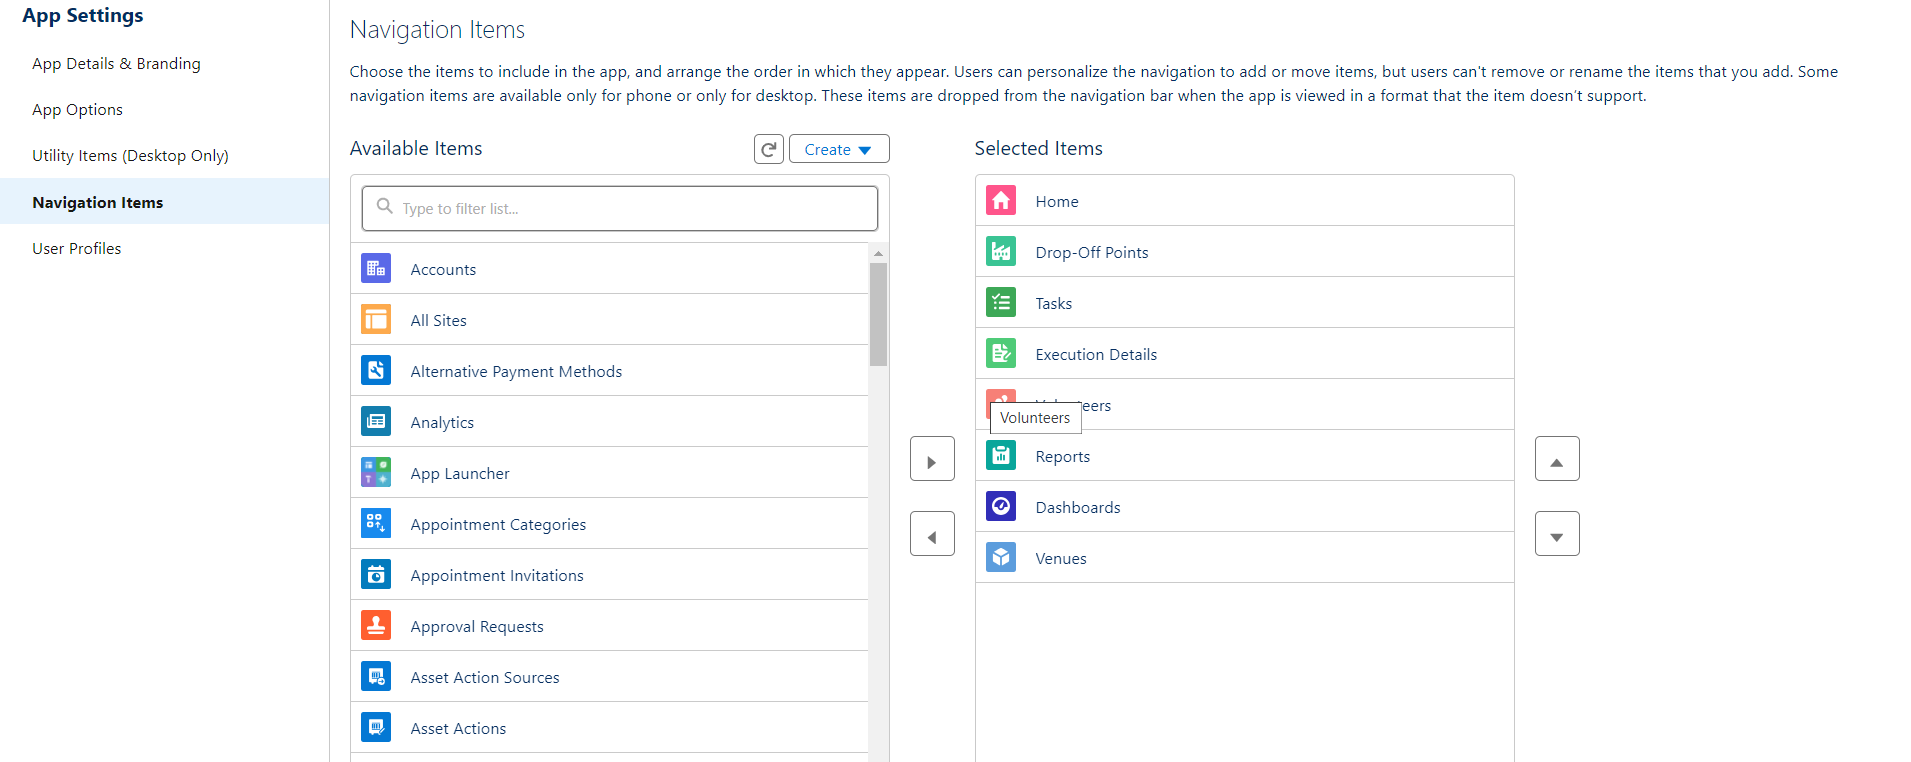 App Settings
App Details & Branding
App Options
Utility Items (Desktop Only)
Navigation Items
User Profiles
Navigation Items
Choose the items to include in the app, and arrange the order in which they appear. Users can personalize the navigation to add or move items, but users can't remove or rename the items that you add. Some
navigation items are available only for phone or only for desktop. These items are dropped from the navigation bar when the app is viewed in a format that the item doesn't support.
Available Items
Create
Type to filter list...
Accounts
All Sites
Alternative Payment Methods
Analytics
App Launcher
Appointment Categories
Appointment Invitations
Approval Requests
Asset Action Sources
Asset Actions
Selected Items
Home
Drop-Off Points
Tasks
Execution Details
Volunteers
Volunteers
Reports
Dashboards
Venues